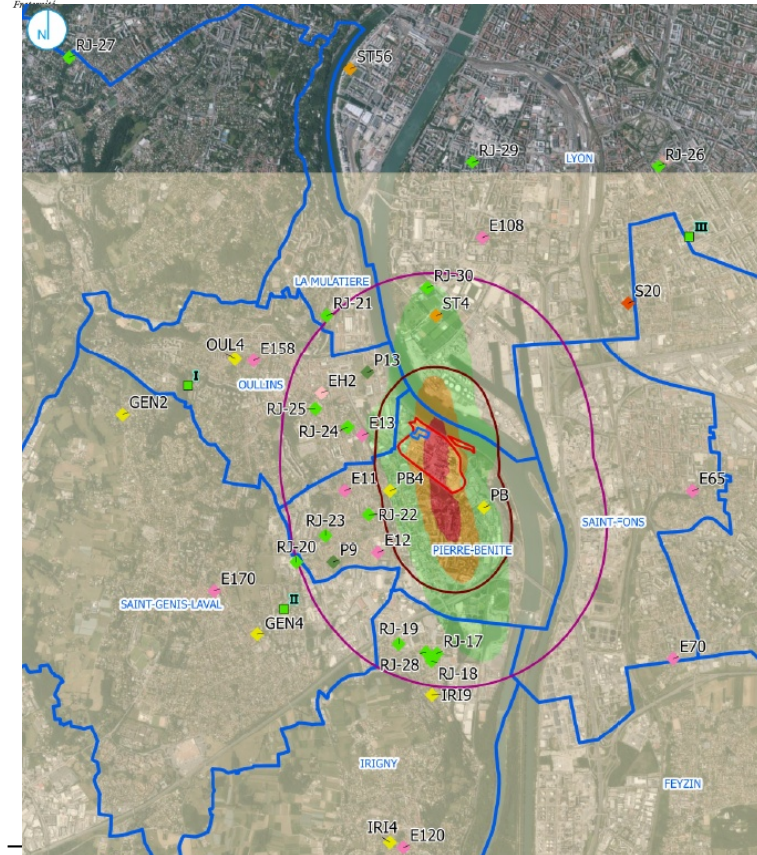 Fraternité
N
RJ-27
ST56
RJ-29
LYON
RJ-26
III
E108
LA MULATIERE
RJ-30
S20
RJ-21
ST4
OUL4
E158
P13
I
OULLINS
EH2
GEN2
RJ-25
RJ-24
E13
E11
PB4
E65
PB
RJ-22
SAINT-FONS
RJ-23
E12
PIERRE-BENITE
RJ-20
P9
E170
SAINT-GENIS-LAVAL
II
GEN4
RJ-19
RJ-17
E70
RJ-28
RJ-18
IRI9
IRIGNY
FEYZIN
IRI4
E120